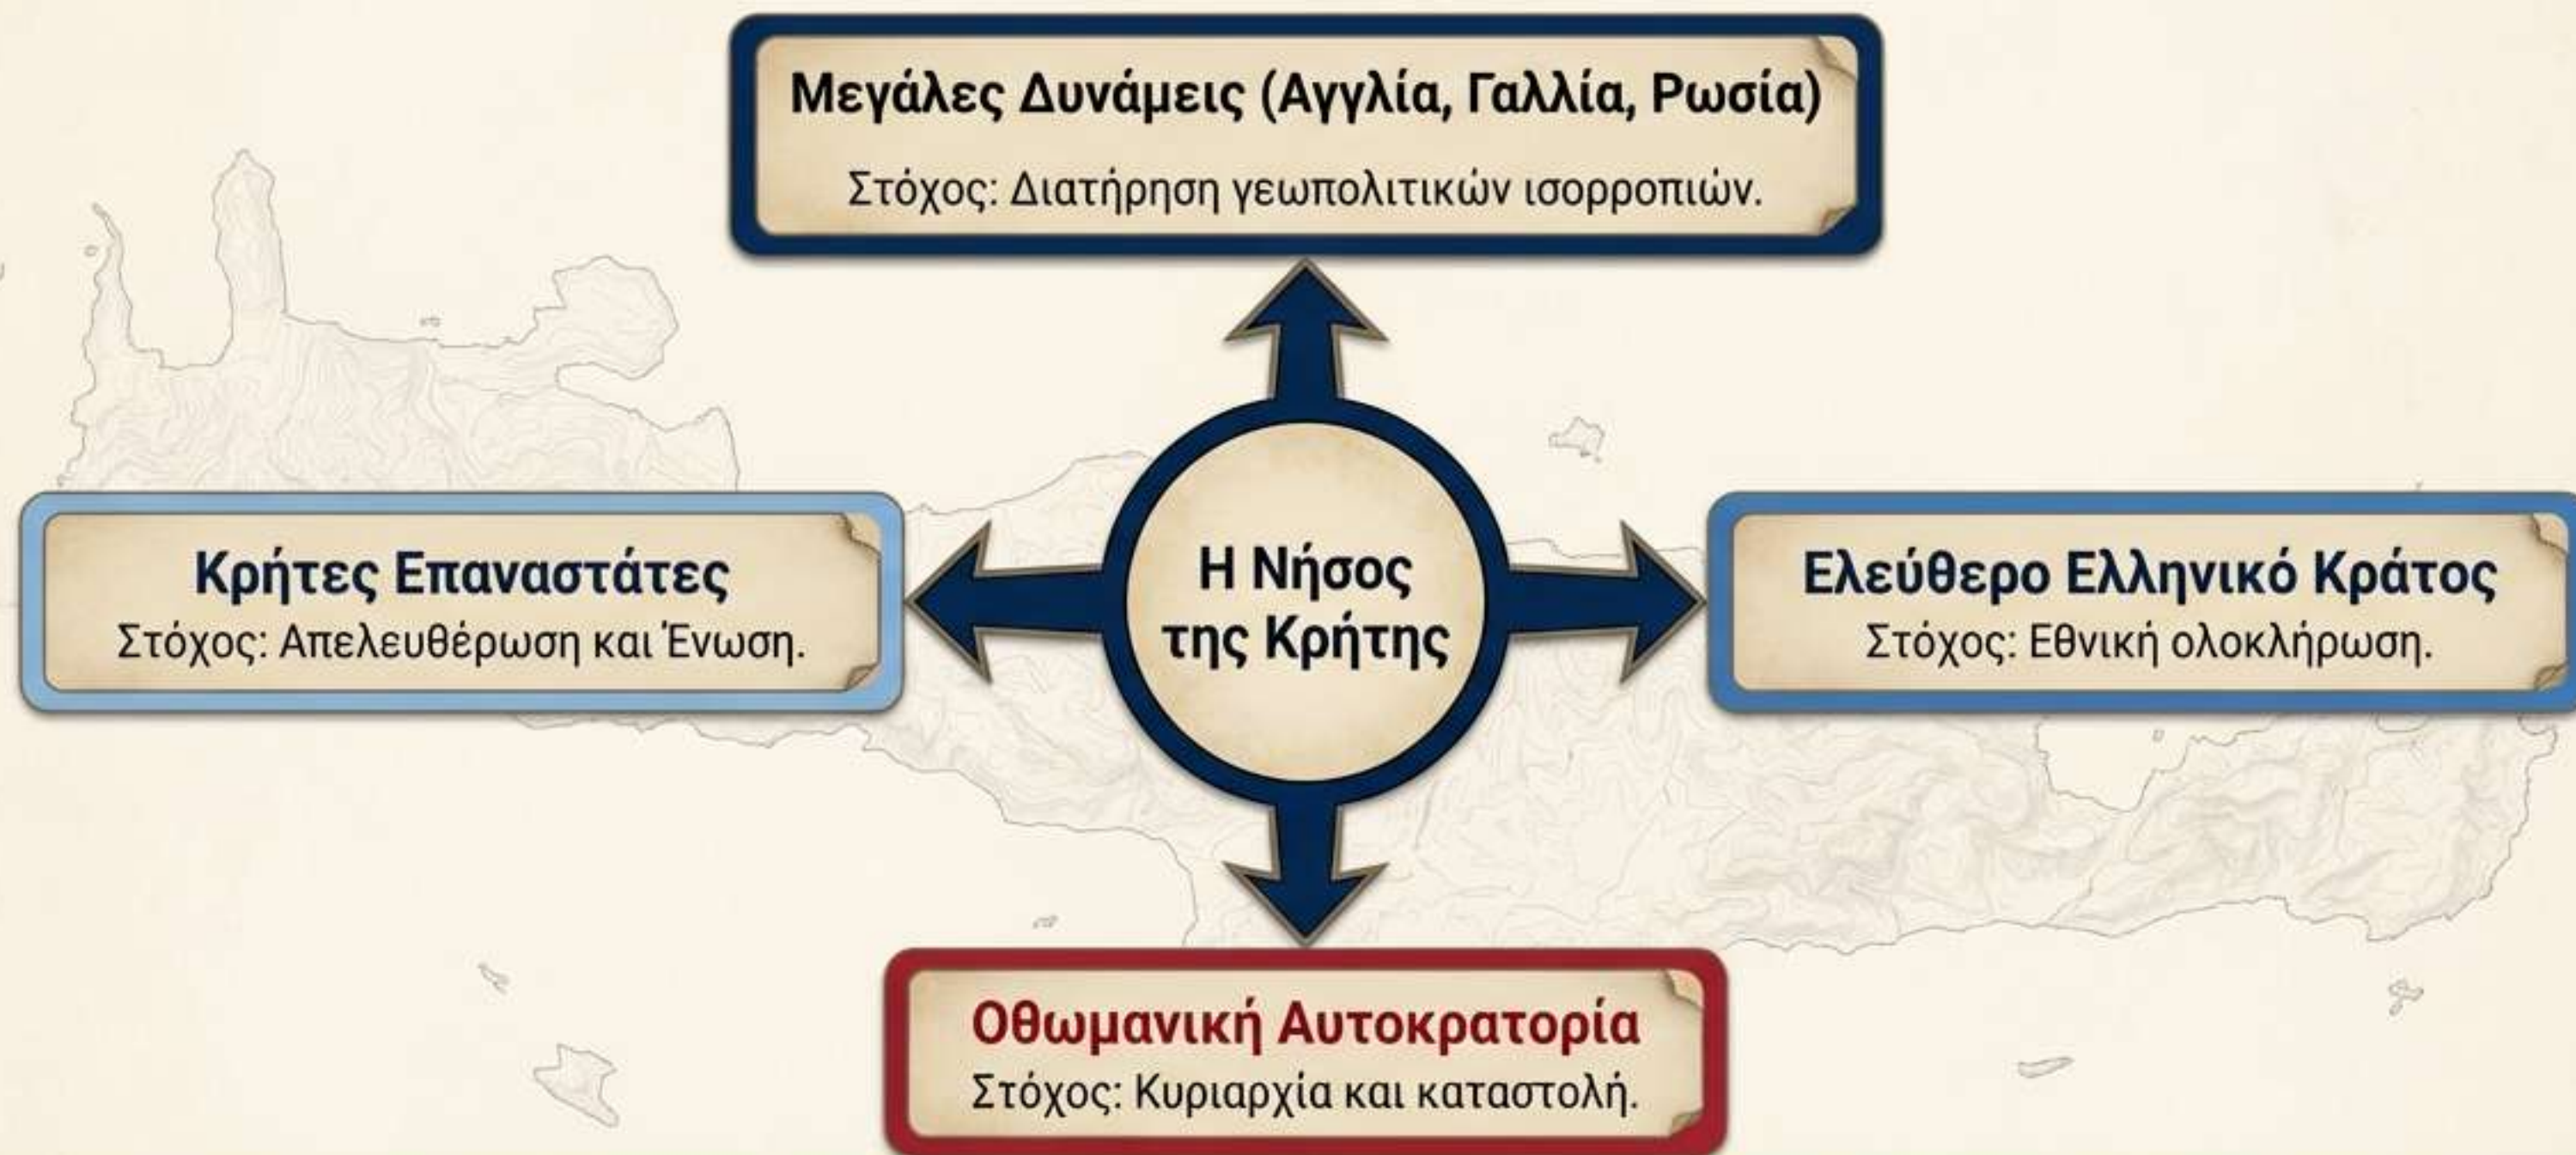 Μεγάλες Δυνάμεις (Αγγλία, Γαλλία, Ρωσία)
Στόχος: Διατήρηση γεωπολιτικών ισορροπιών.
Κρήτες Επαναστάτες
Στόχος: Απελευθέρωση και Ένωση.
Η Νήσος
της Κρήτης
Ελεύθερο Ελληνικό Κράτος
Στόχος: Εθνική ολοκλήρωση.
Οθωμανική Αυτοκρατορία
Στόχος: Κυριαρχία και καταστολή.